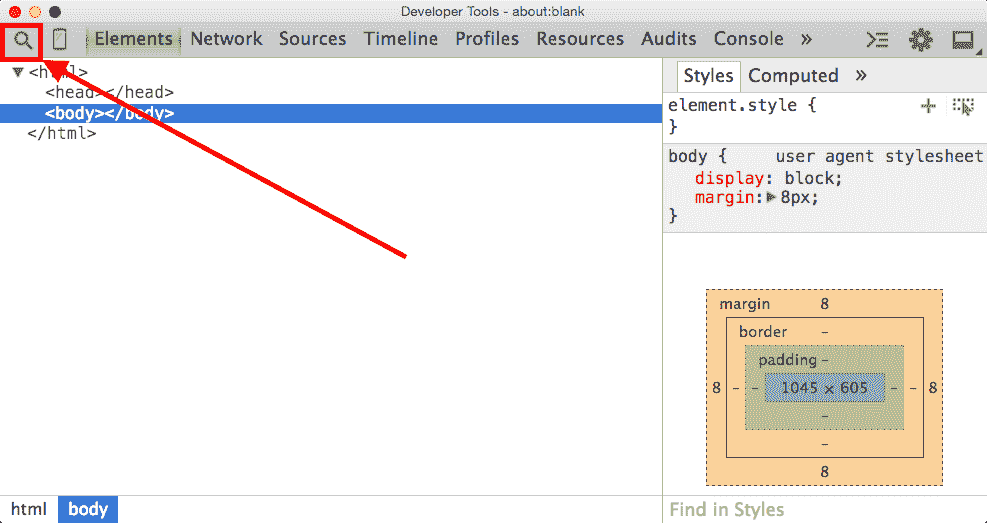 Developer Tools - about:blank
Elements Network Sources Timeline Profiles Resources Audits Console »
<html>
<head></head>
<body></body>
</html>
Styles Computed »
element.style {
}
body { user agent stylesheet
display: block;
margin: 8px;
}
margin 8
border –
padding –
8 – – 1045 × 605 – – 8
–
–
8
html body
Find in Styles